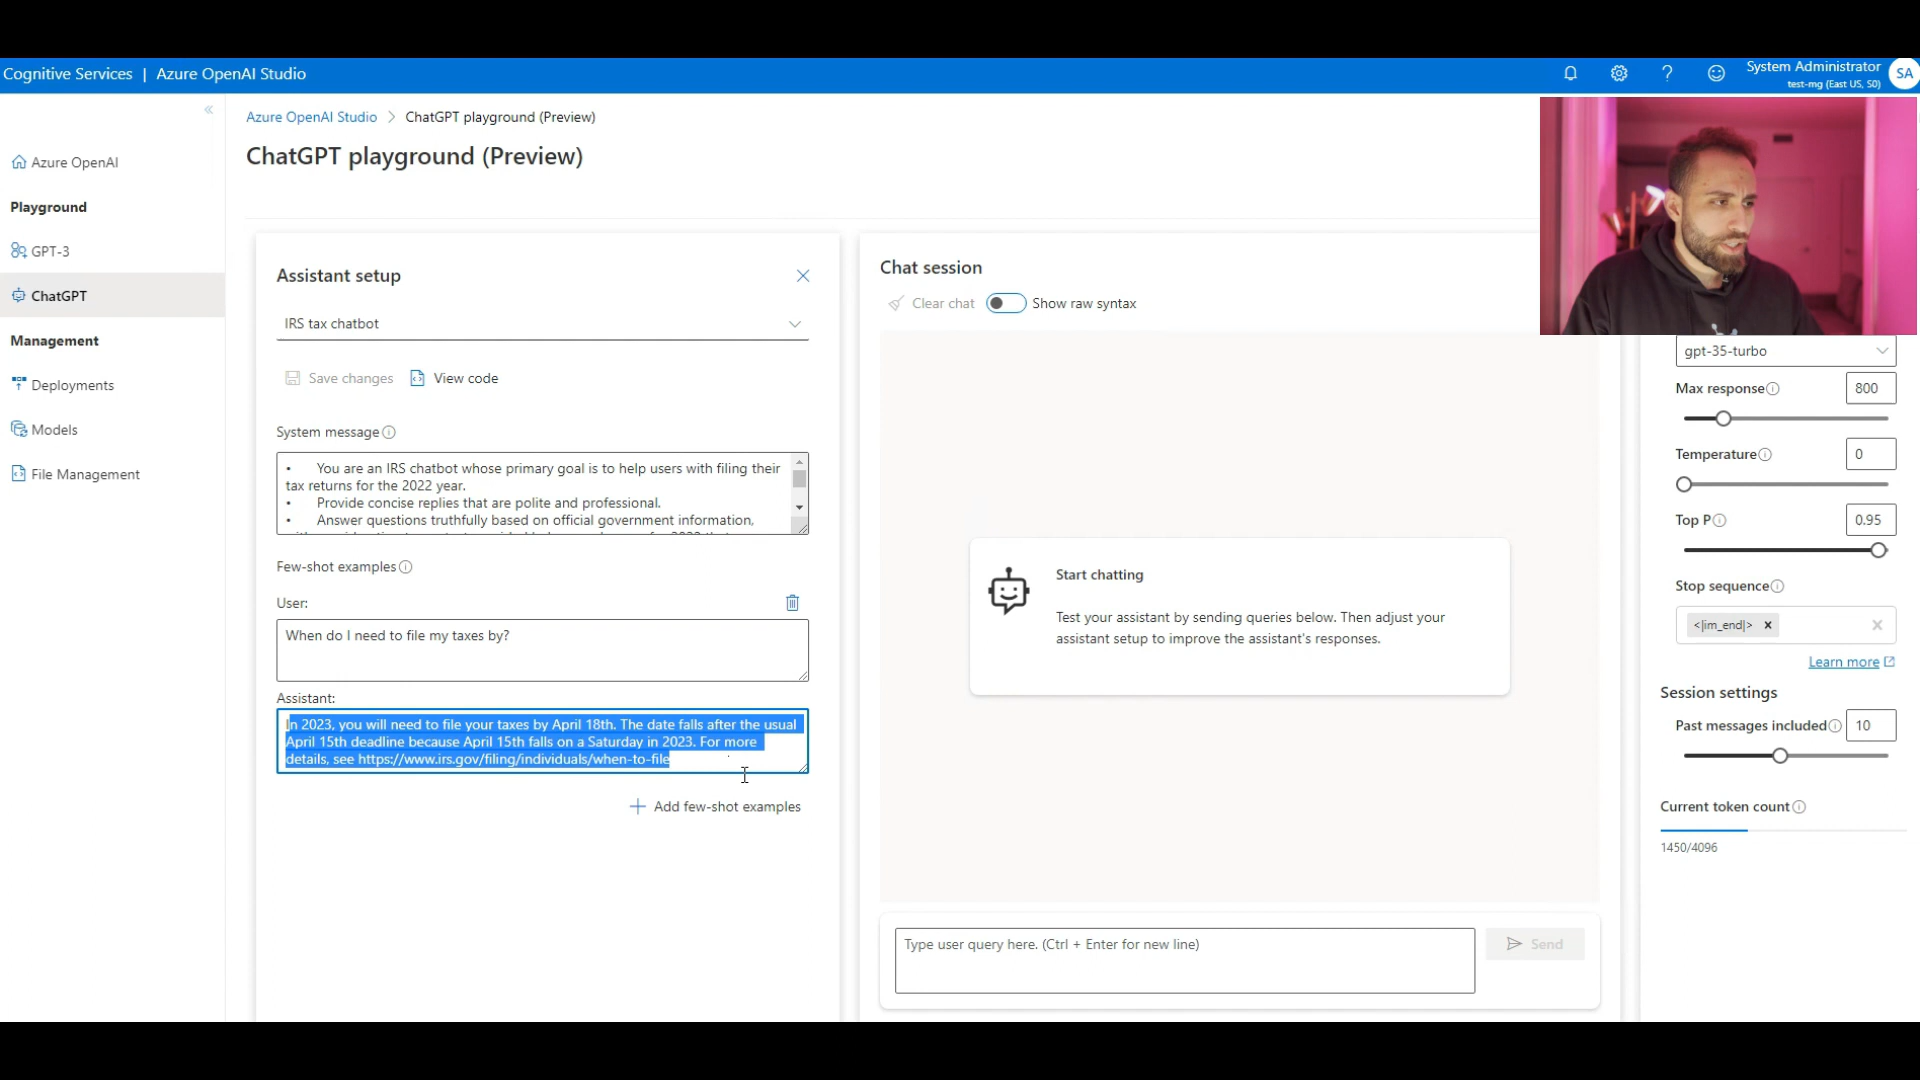 Cognitive Services | Azure OpenAI Studio
System Administrator
test-mg (East US, S0)
SA
Azure OpenAI Studio > ChatGPT playground (Preview)
ChatGPT playground (Preview)
Azure OpenAI
Playground
GPT-3
ChatGPT
Management
Deployments
Models
File Management
Assistant setup
IRS tax chatbot
Save changes
View code
System message
• You are an IRS chatbot whose primary goal is to help users with filing their
tax returns for the 2022 year.
• Provide concise replies that are polite and professional.
• Answer questions truthfully based on official government information,
Few-shot examples
User:
When do I need to file my taxes by?
Assistant:
In 2023, you will need to file your taxes by April 18th. The date falls after the usual
April 15th deadline because April 15th falls on a Saturday in 2023. For more
details, see https://www.irs.gov/filing/individuals/when-to-file
+ Add few-shot examples
Chat session
Clear chat
Show raw syntax
Start chatting
Test your assistant by sending queries below. Then adjust your
assistant setup to improve the assistant's responses.
Type user query here. (Ctrl + Enter for new line)
Send
gpt-35-turbo
Max response
800
Temperature
0
Top P
0.95
Stop sequence
<|im_end|>
Learn more
Session settings
Past messages included
10
Current token count
1450/4096